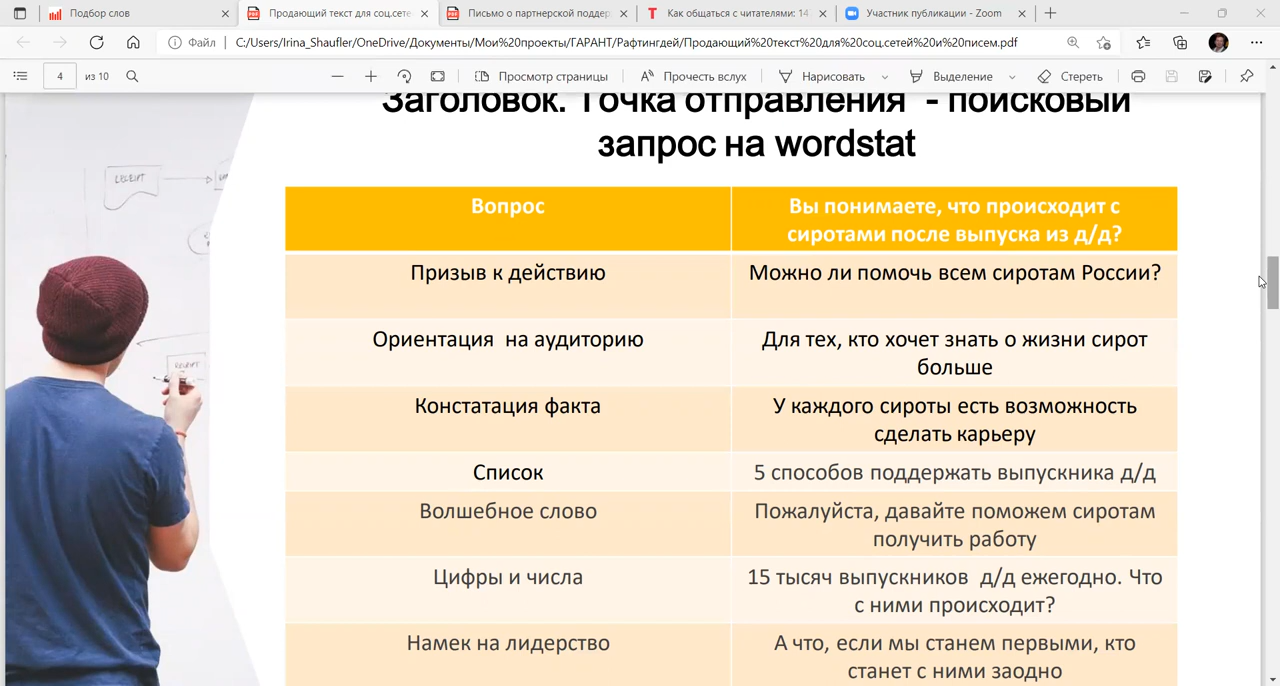 Подбор слов
Продающий текст для соц.сете
Письмо о партнерской поддер
Как общаться с читателями: 14
Участник публикации - Zoom
Файл
C:/Users/Irina_Shaufler/OneDrive/Документы/Мои%20проекты/ГАРАНТ/Рафтингдей/Продающий%20текст%20для%20соц.сетей%20и%20писем.pdf
4 из 10
Просмотр страницы
Прочесть вслух
Нарисовать
Выделение
Стереть
Заголовок. Точка отправления - поисковый
запрос на wordstat
RECEIPT
RECEIPT
Вопрос
Вы понимаете, что происходит с
сиротами после выпуска из д/д?
Призыв к действию
Можно ли помочь всем сиротам России?
Ориентация на аудиторию
Для тех, кто хочет знать о жизни сирот
больше
Констатация факта
У каждого сироты есть возможность
сделать карьеру
Список
5 способов поддержать выпускника д/д
Волшебное слово
Пожалуйста, давайте поможем сиротам
получить работу
Цифры и числа
15 тысяч выпускников д/д ежегодно. Что
с ними происходит?
Намек на лидерство
А что, если мы станем первыми, кто
станет с ними заодно